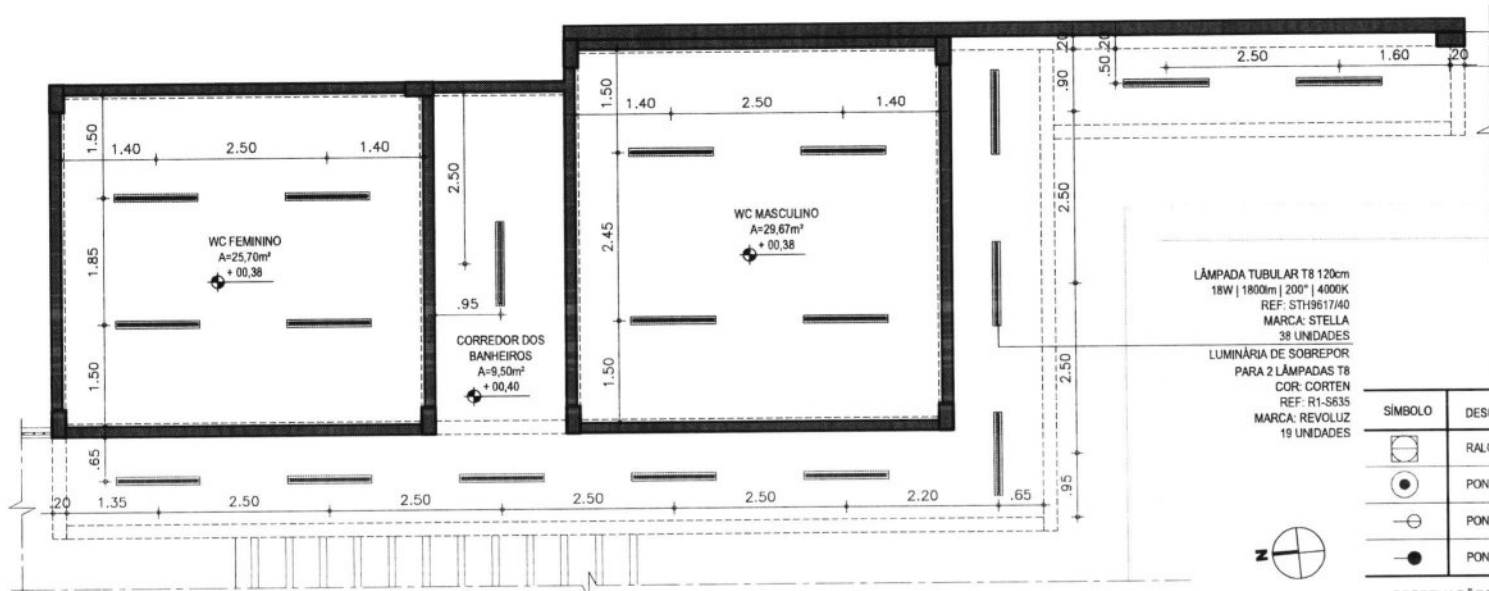 .20
.20
2.50
1.60
.20
.50
.90
1.50
1.40
2.50
1.40
1.50
1.40
2.50
1.40
2.50
2.50
WC FEMININO
A=25,70m²
+ 00,38
1.85
WC MASCULINO
A=29,67m²
+ 00,38
2.45
.95
CORREDOR DOS
BANHEIROS
A=9,50m²
+ 00,40
1.50
1.50
2.50
LÂMPADA TUBULAR T8 120cm
18W | 1800lm | 200° | 4000K
REF: STH9617/40
MARCA: STELLA
38 UNIDADES
LUMINÁRIA DE SOBREPOR
PARA 2 LÂMPADAS T8
COR: CORTEN
REF: R1-S635
MARCA: REVOLUZ
19 UNIDADES
SÍMBOLO
RALO
PON
PON
PON
.65
.20
1.35
2.50
2.50
2.50
2.50
2.20
.65
.95
N